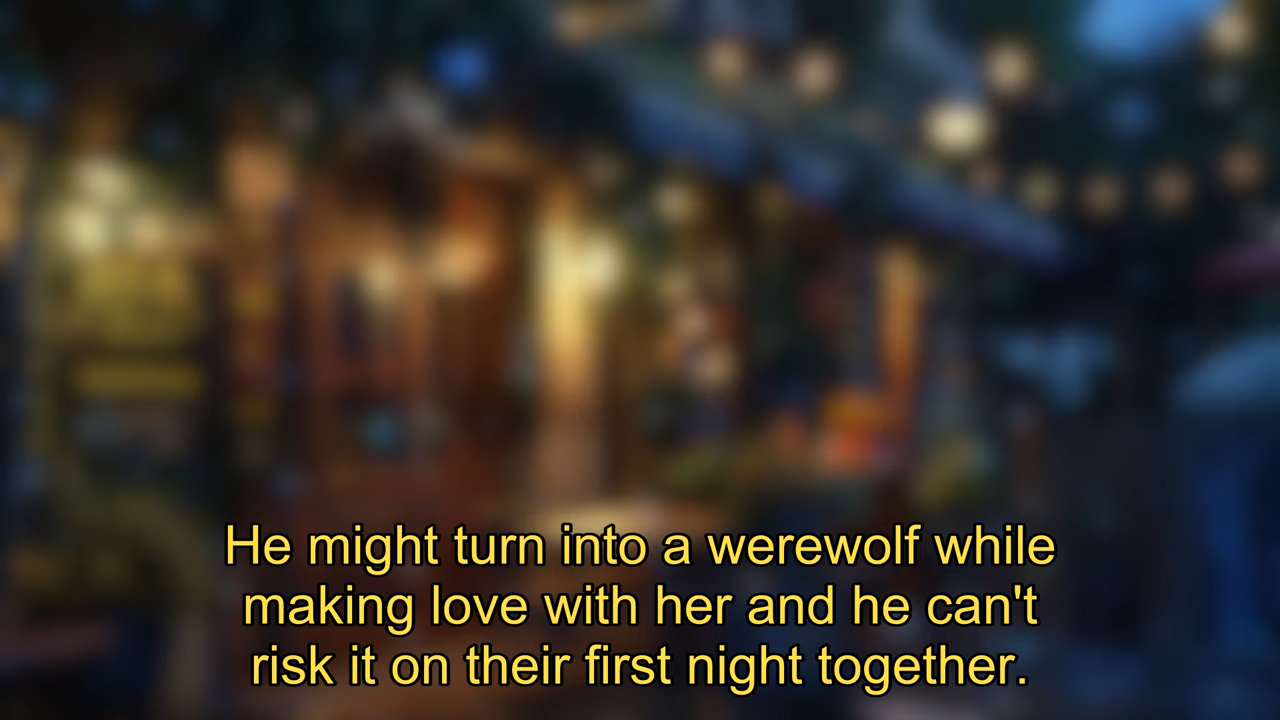 He might turn into a werewolf while
making love with her and he can't
risk it on their first night together.